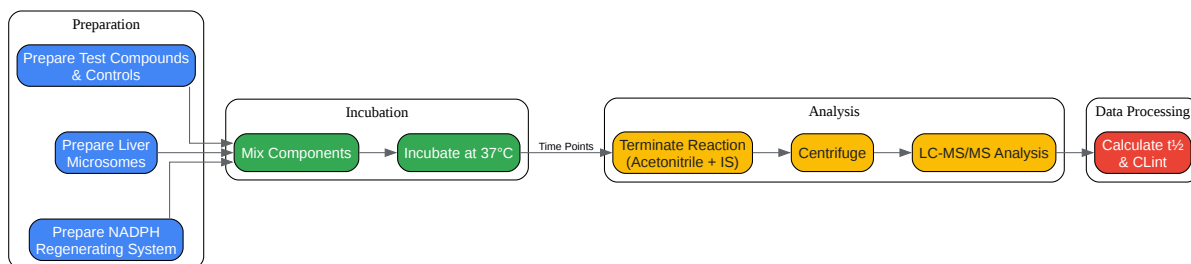 Preparation
Prepare Test Compounds
& Controls
Prepare Liver
Microsomes
Prepare NADPH
Regenerating System
Incubation
Mix Components
Incubate at 37°C
Time Points
Analysis
Terminate Reaction
(Acetonitrile + IS)
Centrifuge
LC-MS/MS Analysis
Data Processing
Calculate t½
& CLint